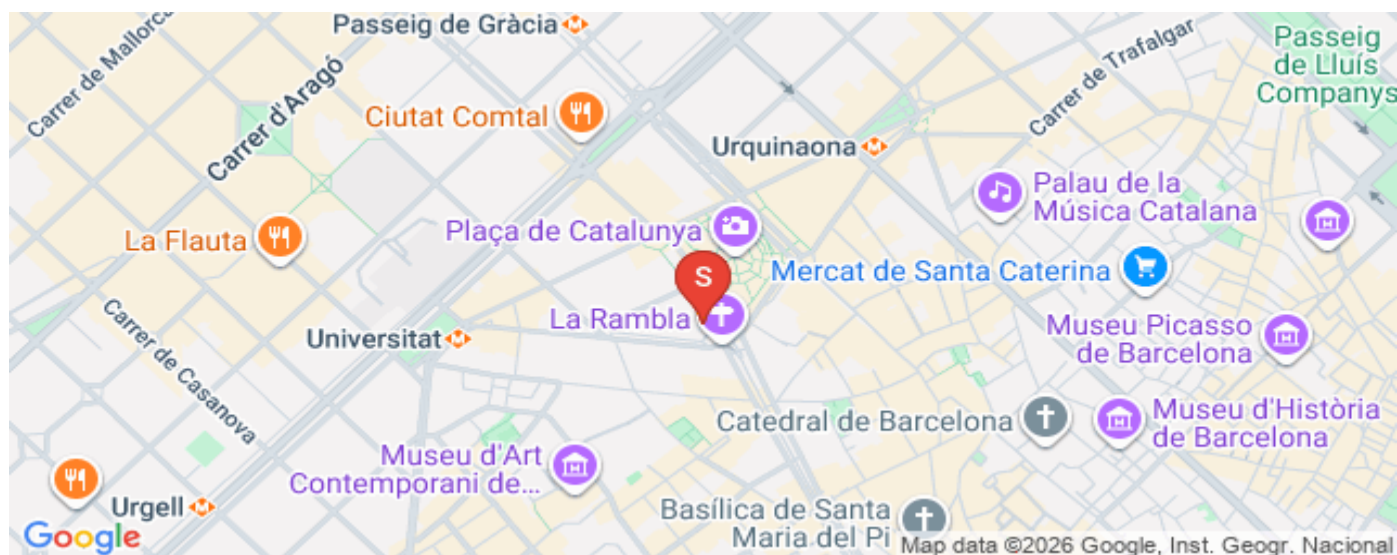 Passeig de Gràcia
Passeig
de Lluís
Companys
Carrer de Mallorca
Carrer d'Aragó
Carrer de Trafalgar
Ciutat Comtal
Urquinaona
Palau de la
Música Catalana
La Flauta
Plaça de Catalunya
S
Mercat de Santa Caterina
La Rambla
Universitat
Museu Picasso
de Barcelona
Carrer de Casanova
Catedral de Barcelona
Museu d'Història
de Barcelona
Museu d'Art
Contemporani de...
Urgell
Basílica de Santa
Maria del Pi
Google
Map data ©2026 Google, Inst. Geogr. Nacional